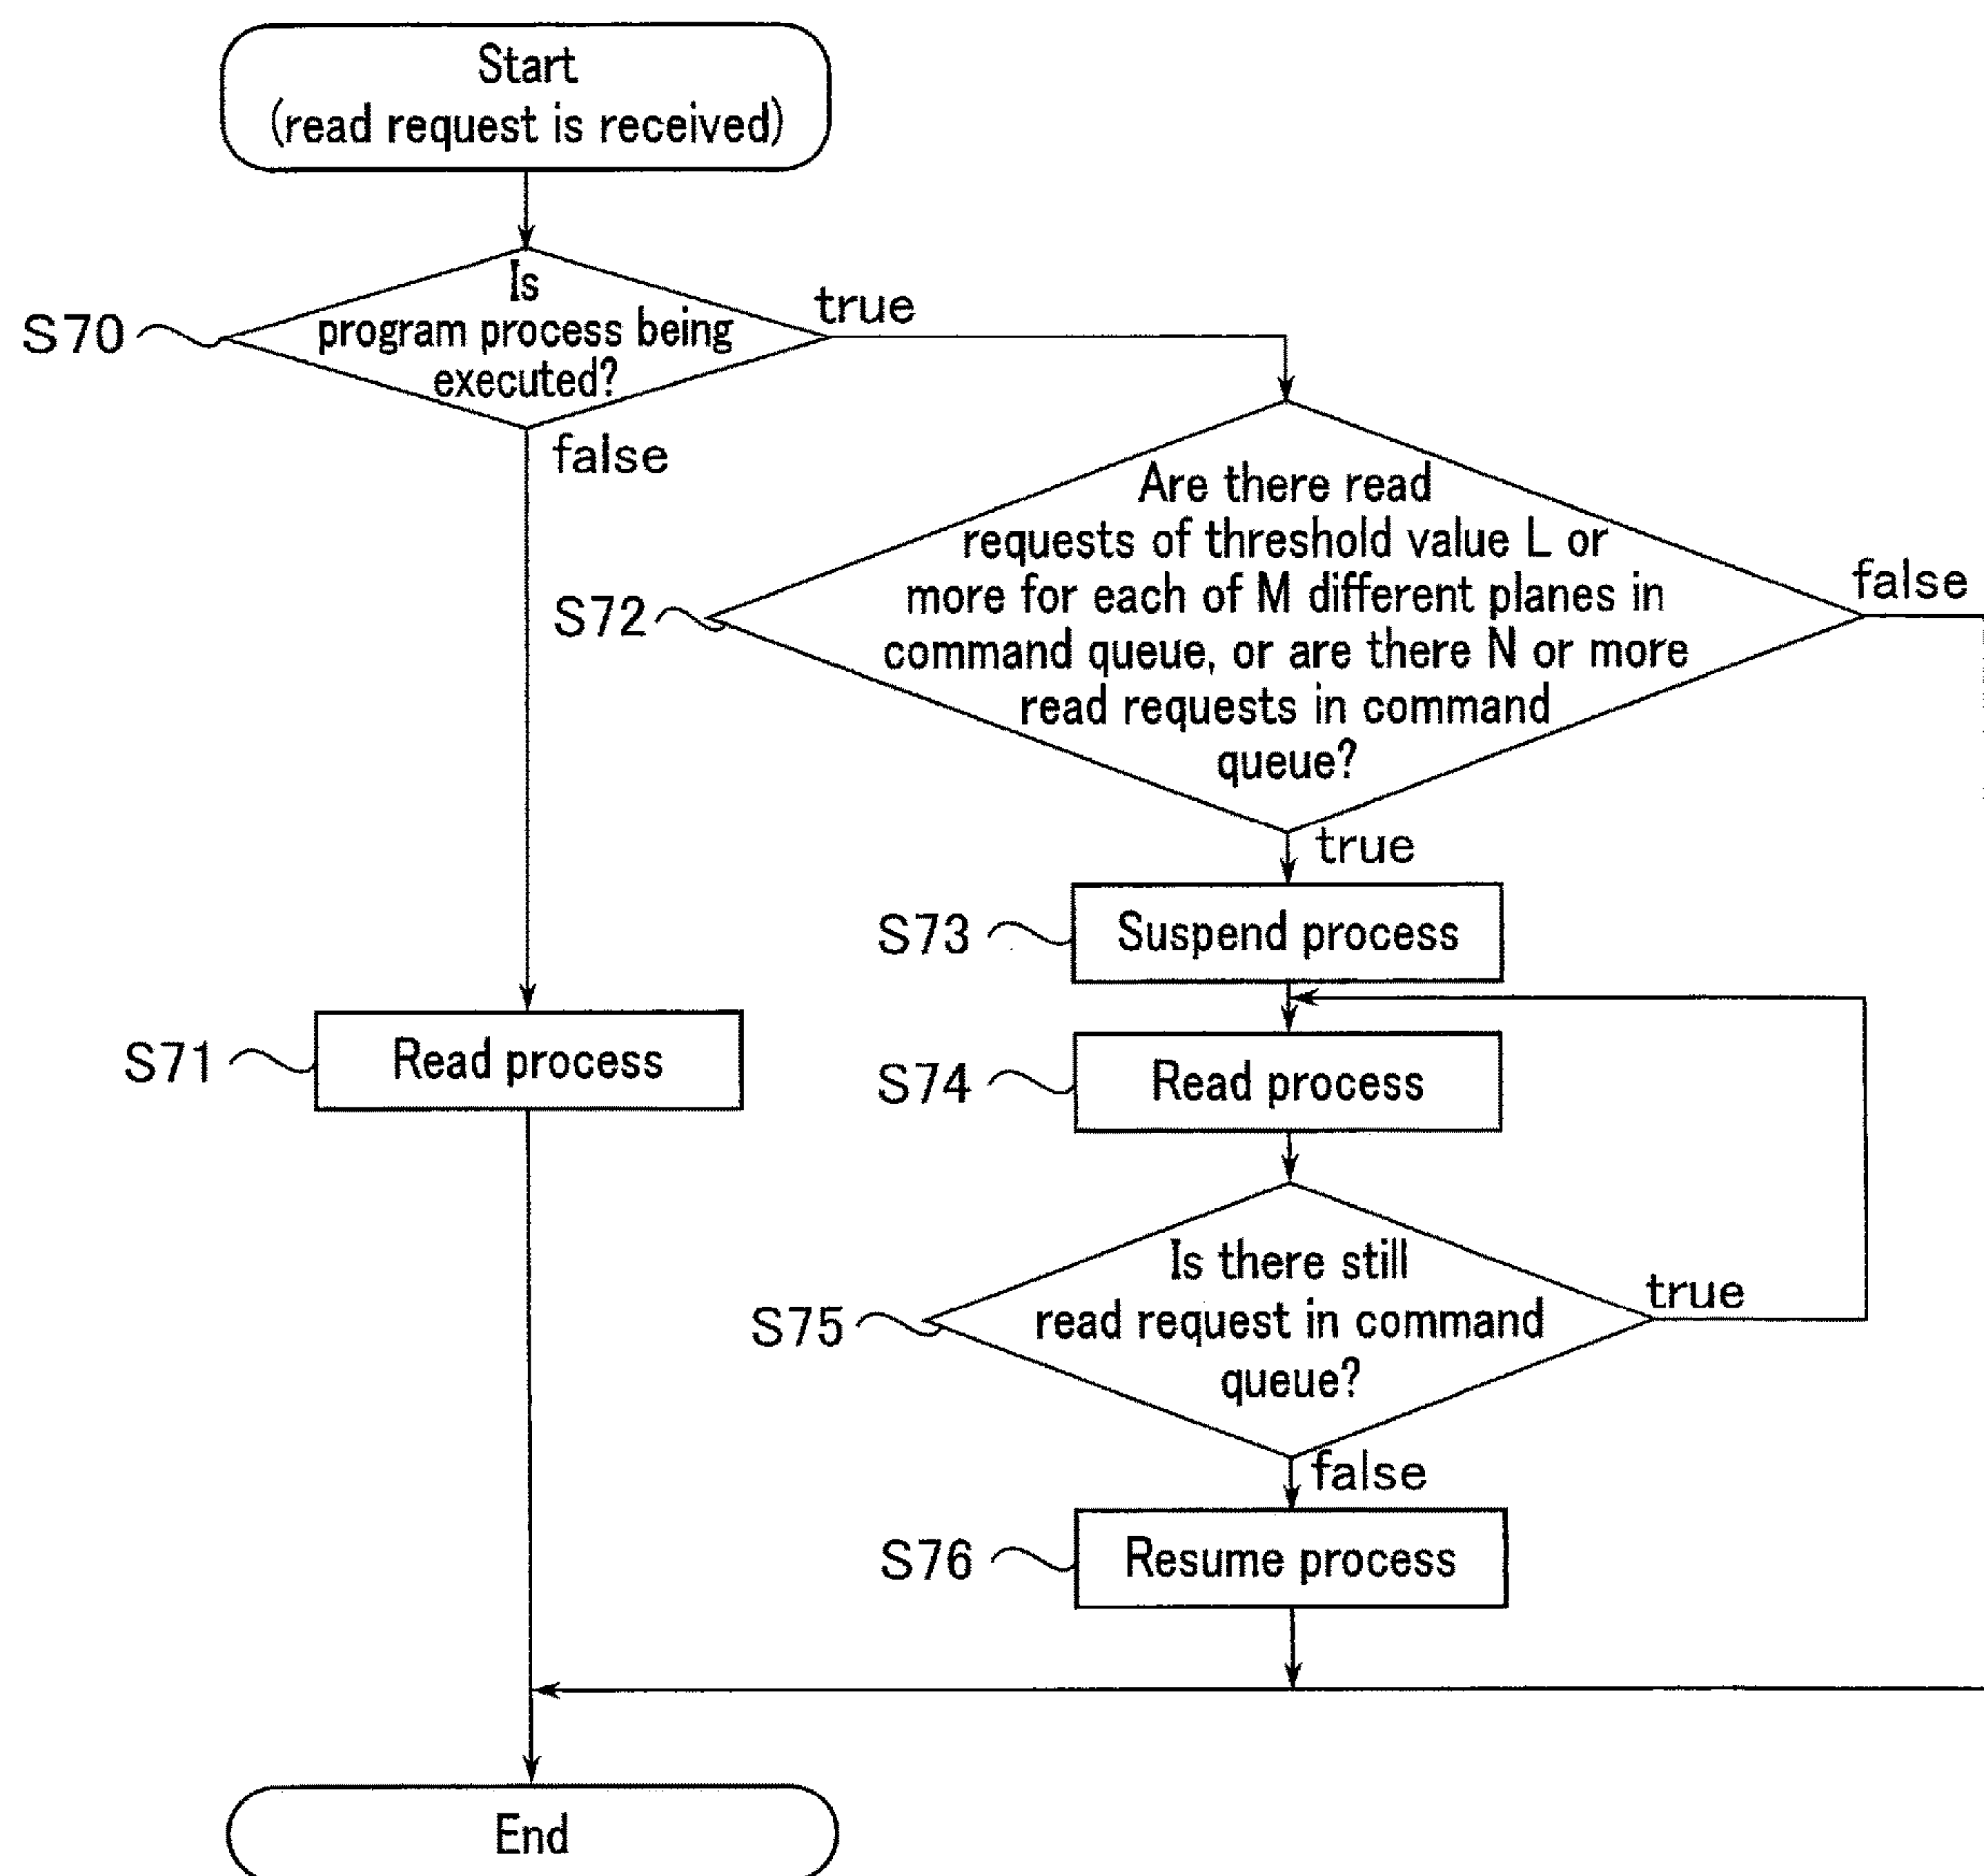 Start
(read request is received)
S70
Is
program process being
executed?
true
false
S72
Are there read
requests of threshold value L or
more for each of M different planes in
command queue, or are there N or more
read requests in command
queue?
false
true
S73
Suspend process
S71
Read process
S74
Read process
S75
Is there still
read request in command
queue?
true
false
S76
Resume process
End